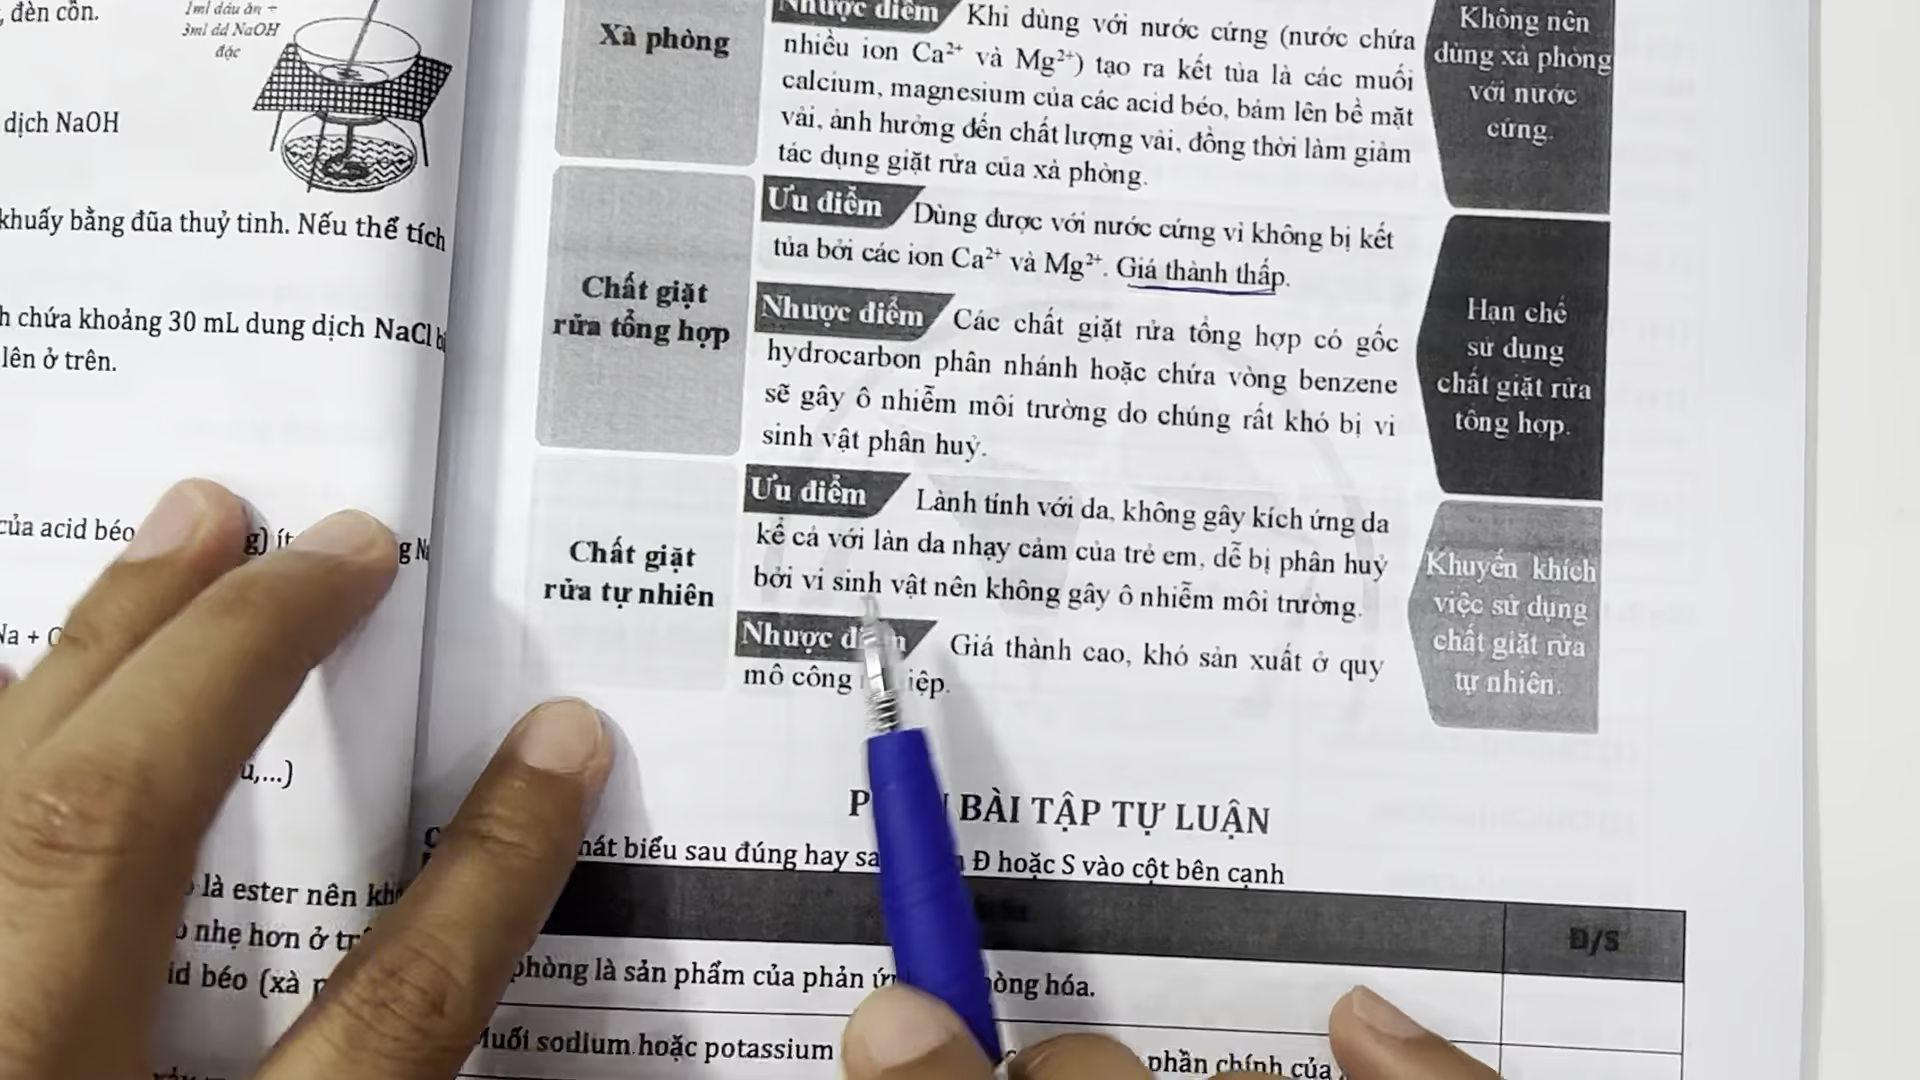 , đèn cồn.
1ml dầu ăn +
3ml dd NaOH
đặc
dịch NaOH
khuấy bằng đũa thuỷ tinh. Nếu thể tích
h chứa khoảng 30 mL dung dịch NaCl
lên ở trên.
của acid béo
g) ít
u,...)
là ester nên
nhẹ hơn ở
id béo (xà
Xà phòng
Nhược điểm Khi dùng với nước cứng (nước chứa
nhiều ion Ca²⁺ và Mg²⁺) tạo ra kết tủa là các muối
calcium, magnesium của các acid béo, bám lên bề mặt
vải, ảnh hưởng đến chất lượng vải, đồng thời làm giảm
tác dụng giặt rửa của xà phòng.
Không nên
dùng xà phòng
với nước
cứng.
Chất giặt
rửa tổng hợp
Ưu điểm Dùng được với nước cứng vì không bị kết
tủa bởi các ion Ca²⁺ và Mg²⁺. Giá thành thấp.
Nhược điểm Các chất giặt rửa tổng hợp có gốc
hydrocarbon phân nhánh hoặc chứa vòng benzene
sẽ gây ô nhiễm môi trường do chúng rất khó bị vi
sinh vật phân huỷ.
Hạn chế
sử dụng
chất giặt rửa
tổng hợp.
Chất giặt
rửa tự nhiên
Ưu điểm Lành tính với da, không gây kích ứng da
kể cả với làn da nhạy cảm của trẻ em, dễ bị phân huỷ
bởi vi sinh vật nên không gây ô nhiễm môi trường.
Nhược Giá thành cao, khó sản xuất ở quy
mô công iệp.
Khuyến khích
việc sử dụng
chất giặt rửa
tự nhiên.
BÀI TẬP TỰ LUẬN
hát biểu sau đúng hay sa Đ hoặc S vào cột bên cạnh
Đ/S
phòng là sản phẩm của phản ứ òng hóa.
Muối sodium hoặc potassium phần chính của